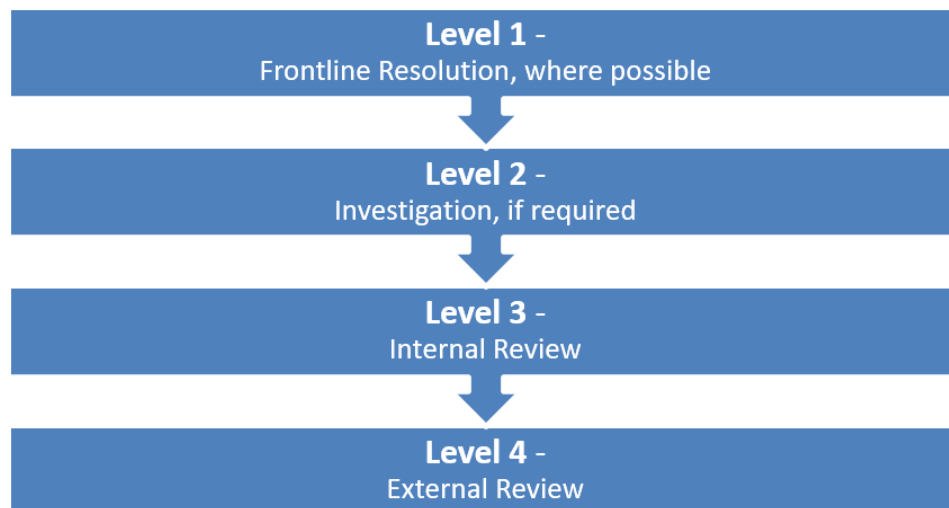 Level 1 -
Frontline Resolution, where possible
Level 2 -
Investigation, if required
Level 3 -
Internal Review
Level 4 -
External Review